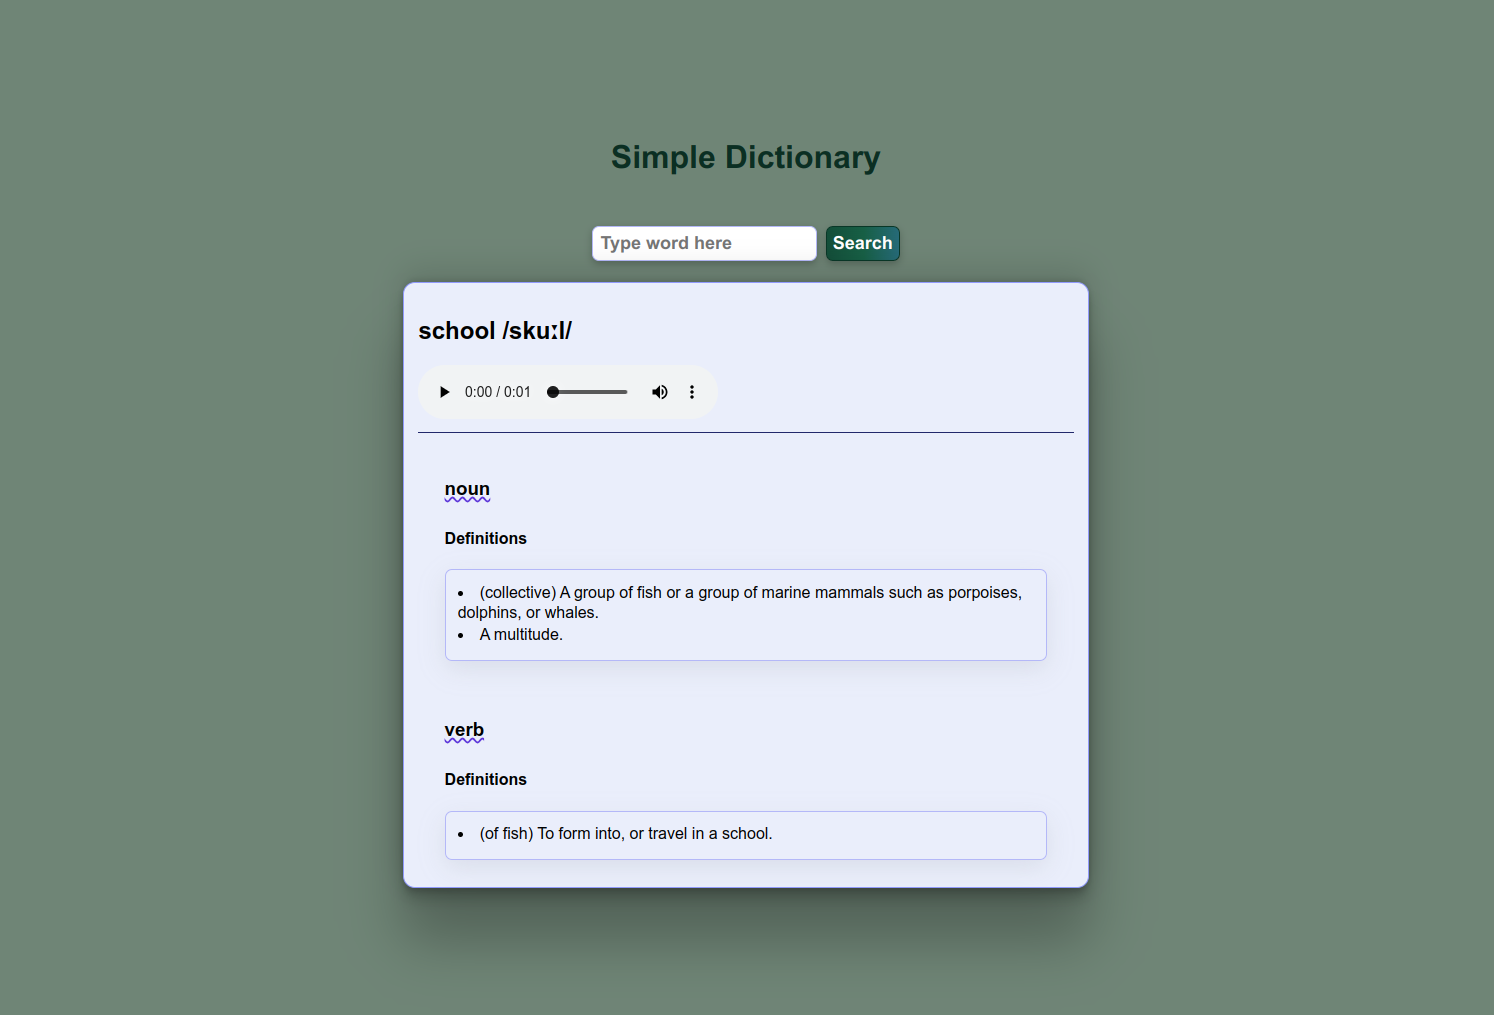 Simple Dictionary
Type word here
Search
school /skuːl/
0:00 / 0:01
noun
Definitions
• (collective) A group of fish or a group of marine mammals such as porpoises,
dolphins, or whales.
• A multitude.
verb
Definitions
• (of fish) To form into, or travel in a school.